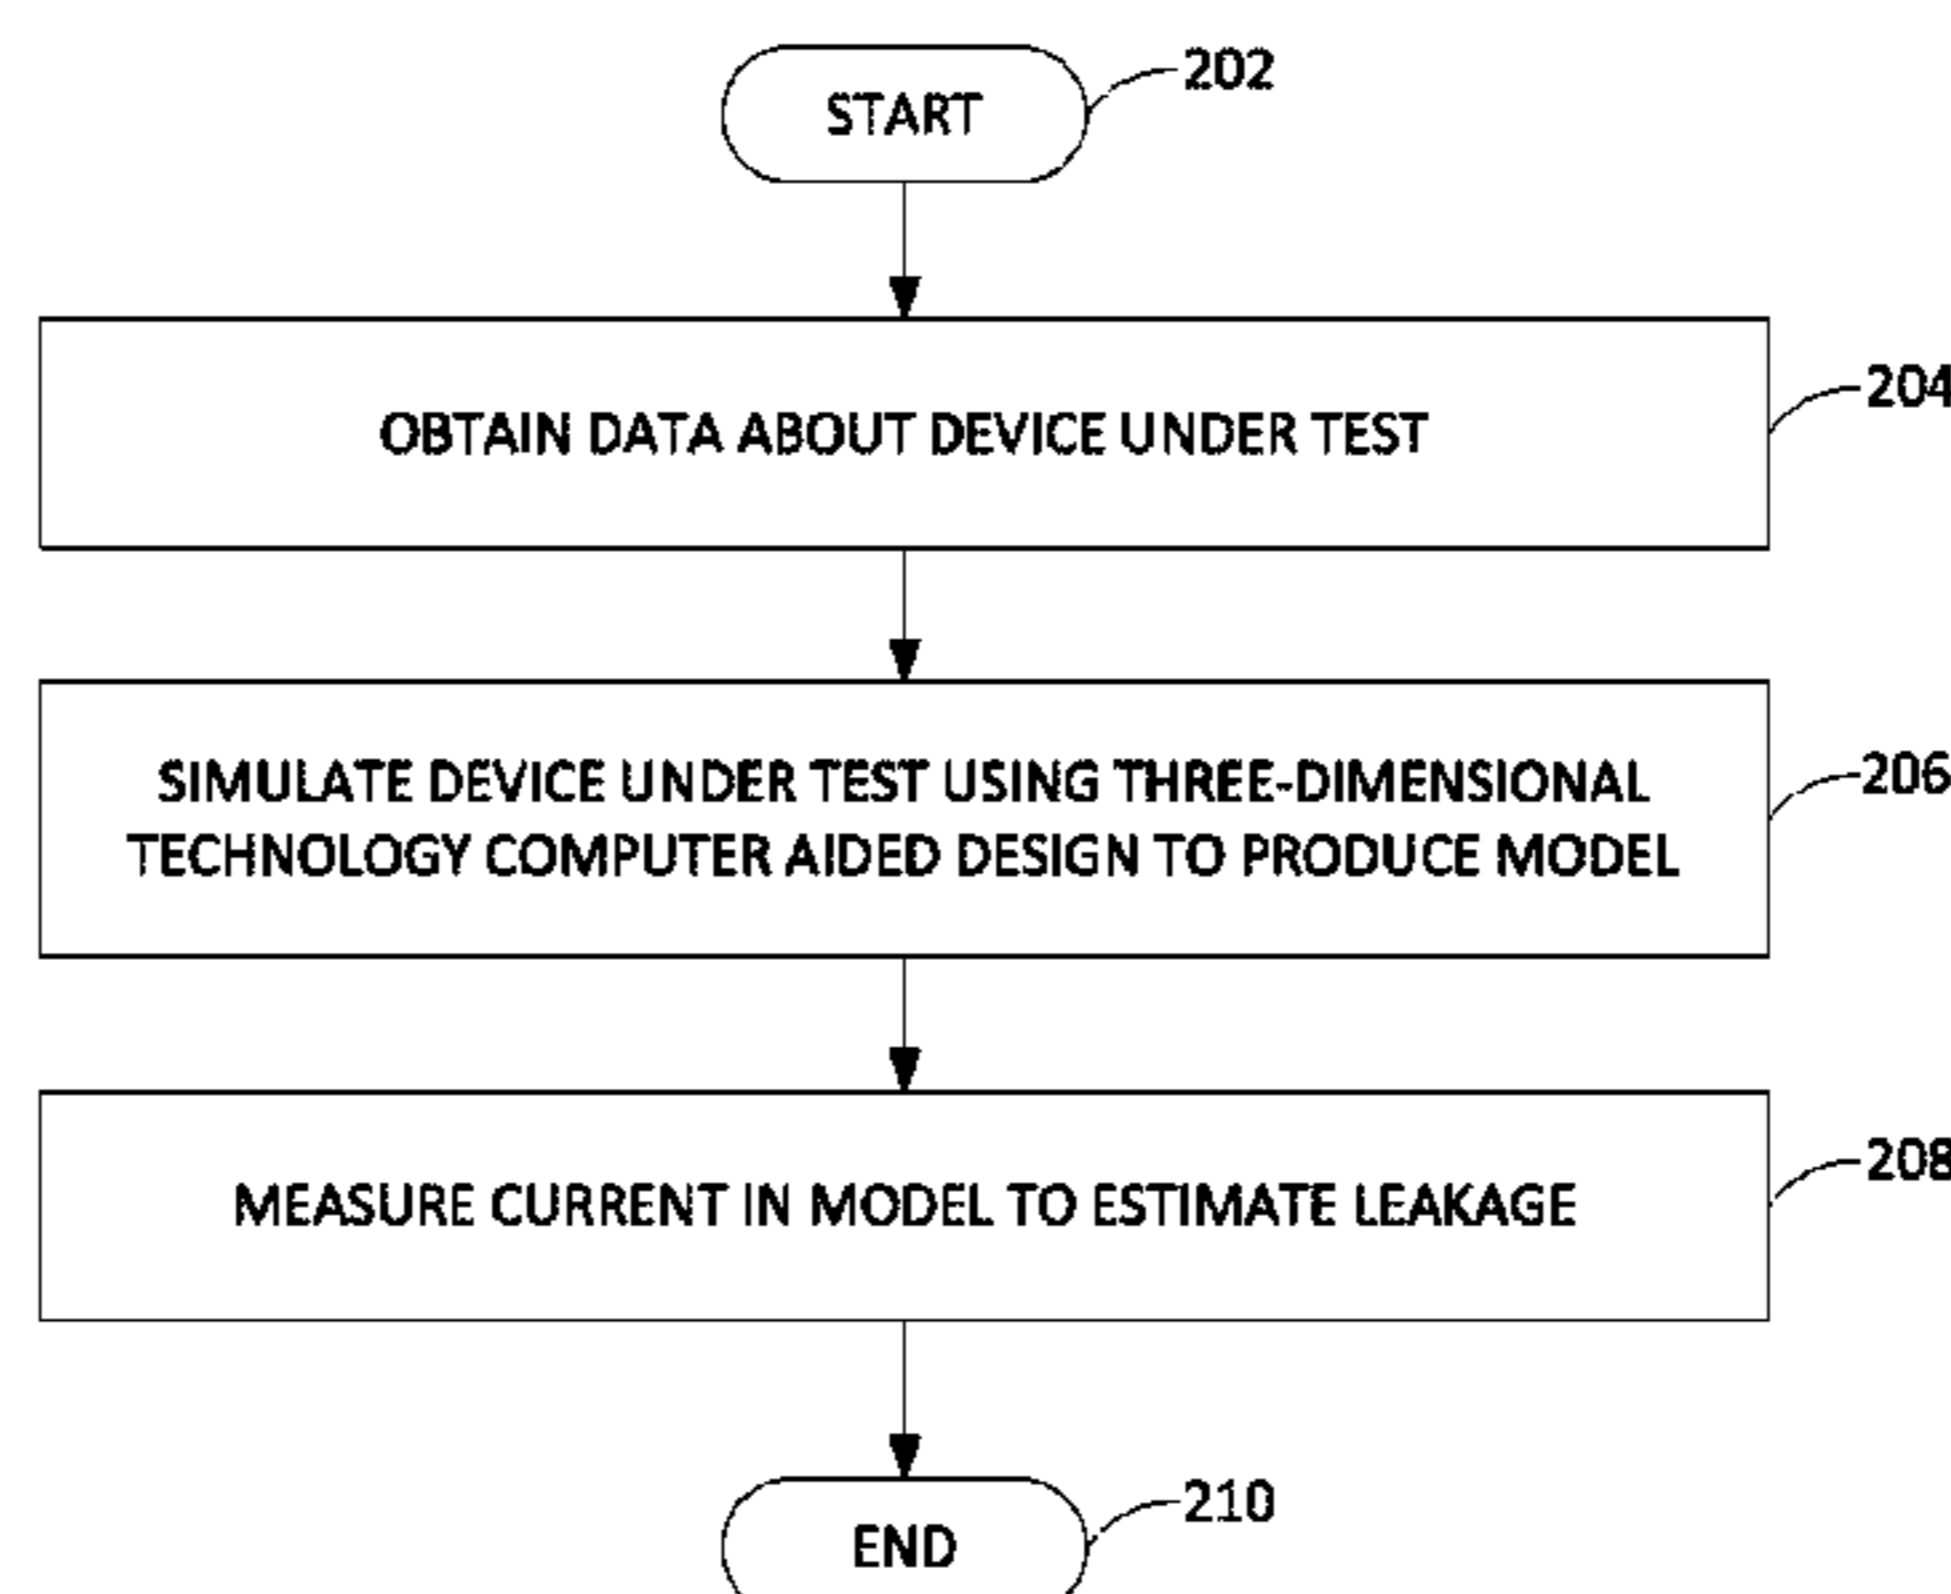 START
202
OBTAIN DATA ABOUT DEVICE UNDER TEST
204
SIMULATE DEVICE UNDER TEST USING THREE-DIMENSIONAL
TECHNOLOGY COMPUTER AIDED DESIGN TO PRODUCE MODEL
206
MEASURE CURRENT IN MODEL TO ESTIMATE LEAKAGE
208
END
210